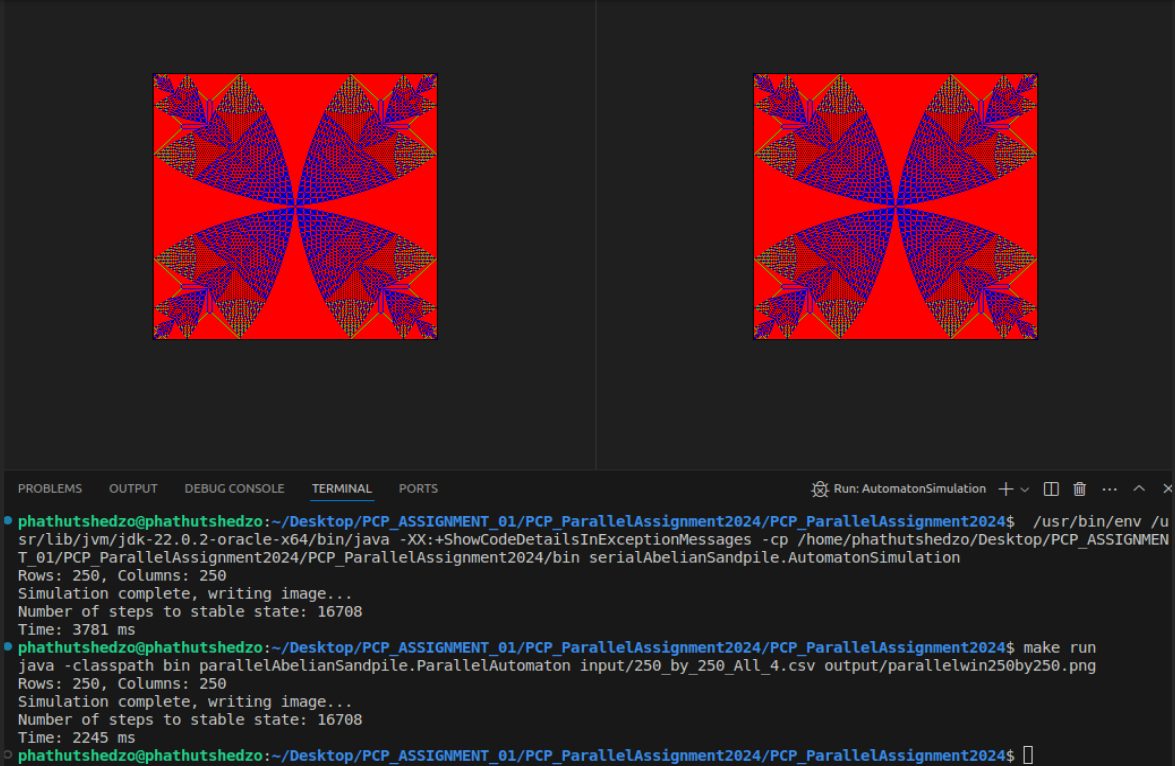 PROBLEMS OUTPUT DEBUG CONSOLE TERMINAL PORTS Run: AutomatonSimulation
phathutshedzo@phathutshedzo:~/Desktop/PCP_ASSIGNMENT_01/PCP_ParallelAssignment2024/PCP_ParallelAssignment2024$ /usr/bin/env /u
sr/lib/jvm/jdk-22.0.2-oracle-x64/bin/java -XX:+ShowCodeDetailsInExceptionMessages -cp /home/phathutshedzo/Desktop/PCP_ASSIGNMEN
T_01/PCP_ParallelAssignment2024/PCP_ParallelAssignment2024/bin serialAbelianSandpile.AutomatonSimulation
Rows: 250, Columns: 250
Simulation complete, writing image...
Number of steps to stable state: 16708
Time: 3781 ms
phathutshedzo@phathutshedzo:~/Desktop/PCP_ASSIGNMENT_01/PCP_ParallelAssignment2024/PCP_ParallelAssignment2024$ make run
java -classpath bin parallelAbelianSandpile.ParallelAutomaton input/250_by_250_All_4.csv output/parallelwin250by250.png
Rows: 250, Columns: 250
Simulation complete, writing image...
Number of steps to stable state: 16708
Time: 2245 ms
phathutshedzo@phathutshedzo:~/Desktop/PCP_ASSIGNMENT_01/PCP_ParallelAssignment2024/PCP_ParallelAssignment2024$